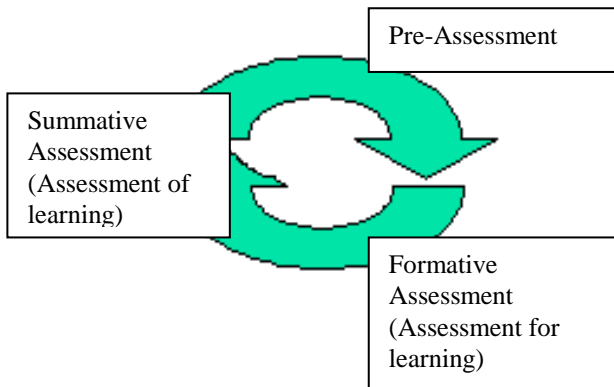 Pre-Assessment
Summative
Assessment
(Assessment of
learning)
Formative
Assessment
(Assessment for
learning)